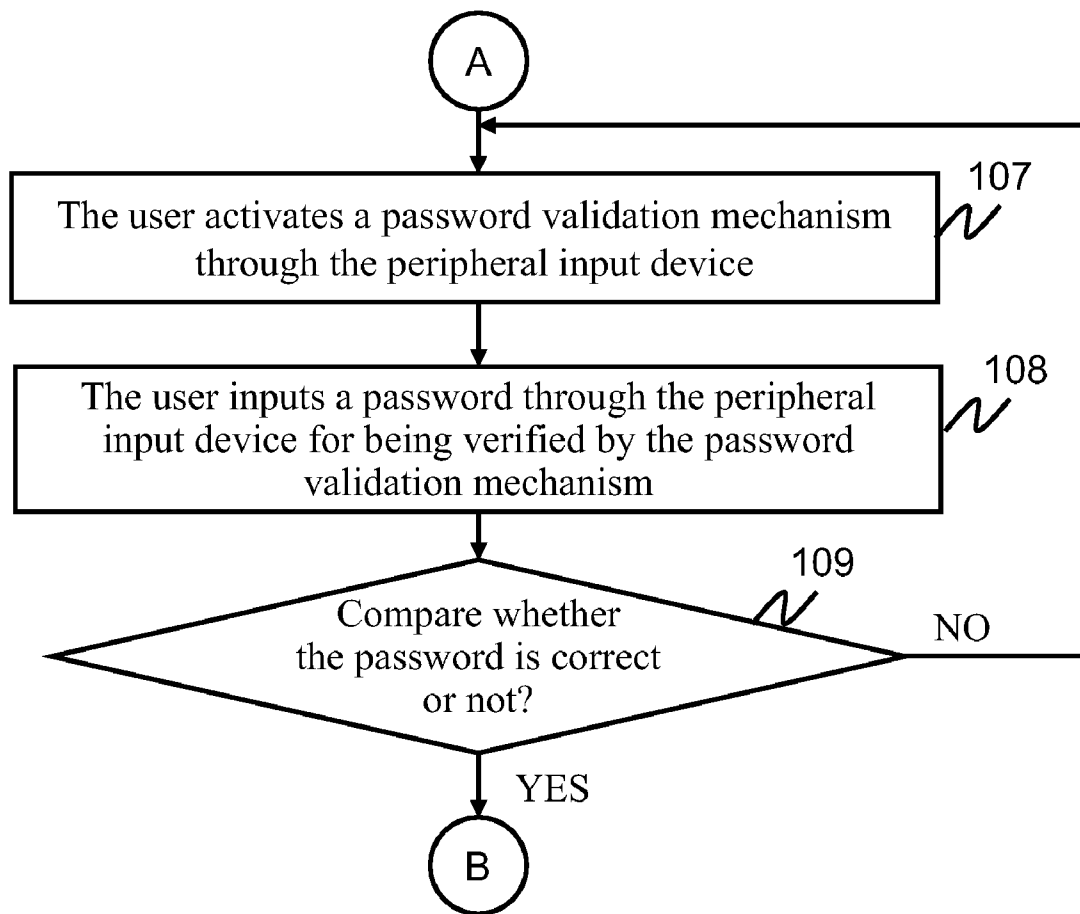 A
107
The user activates a password validation mechanism
through the peripheral input device
108
The user inputs a password through the peripheral
input device for being verified by the password
validation mechanism
109
Compare whether
the password is correct
or not?
NO
YES
B